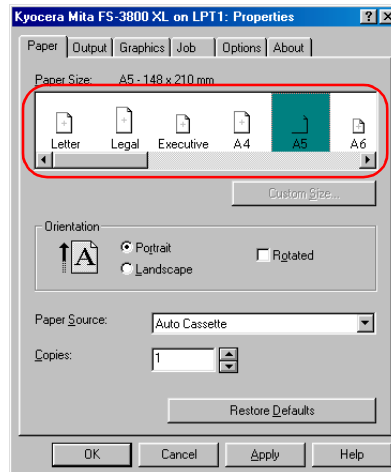 Kyocera Mita FS-3800 XL on LPT1: Properties
Paper Output Graphics Job Options About
Paper Size: A5 - 148 x 210 mm
Letter Legal Executive A4 A5 A6
Custom Size...
Orientation
A
Portrait
Landscape
Rotated
Paper Source: Auto Cassette
Copies: 1
Restore Defaults
OK Cancel Apply Help